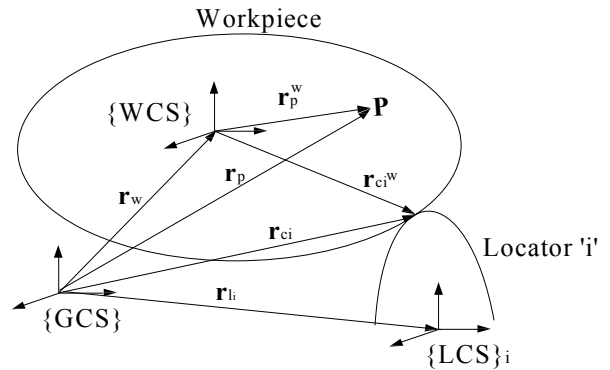 Workpiece
{WCS}
r_p^w
P
r_w
r_p
r_ci^w
r_ci
Locator 'i'
r_li
{GCS}
{LCS}_i